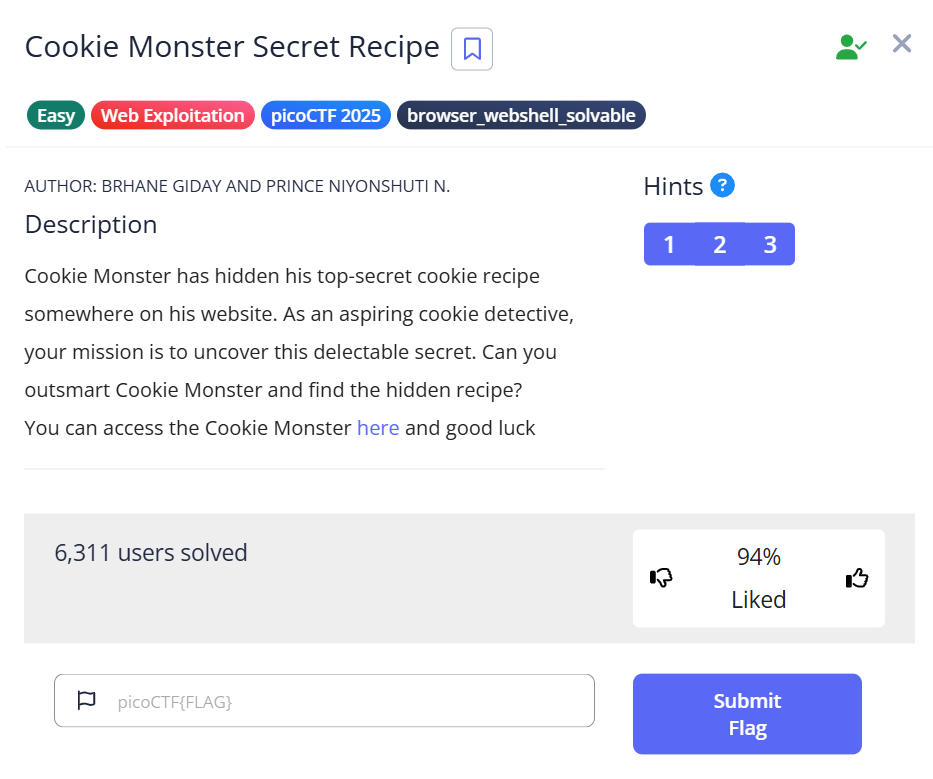 Cookie Monster Secret Recipe
Easy Web Exploitation picoCTF 2025 browser_webshell_solvable
AUTHOR: BRHANE GIDAY AND PRINCE NIYONSHUTI N.
Description
Cookie Monster has hidden his top-secret cookie recipe
somewhere on his website. As an aspiring cookie detective,
your mission is to uncover this delectable secret. Can you
outsmart Cookie Monster and find the hidden recipe?
You can access the Cookie Monster here and good luck
Hints ?
1 2 3
6,311 users solved
94%
Liked
picoCTF{FLAG}
Submit
Flag